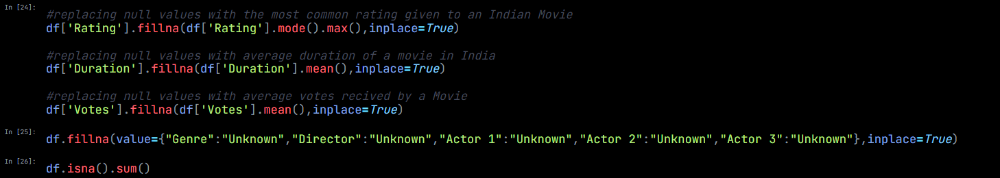 In [24]:
#replacing null values with the most common rating given to an Indian Movie
df['Rating'].fillna(df['Rating'].mode().max(),inplace=True)
#replacing null values with average duration of a movie in India
df['Duration'].fillna(df['Duration'].mean(),inplace=True)
#replacing null values with average votes recived by a Movie
df['Votes'].fillna(df['Votes'].mean(),inplace=True)
In [25]:
df.fillna(value={"Genre":"Unknown","Director":"Unknown","Actor 1":"Unknown","Actor 2":"Unknown","Actor 3":"Unknown"},inplace=True)
In [26]:
df.isna().sum()